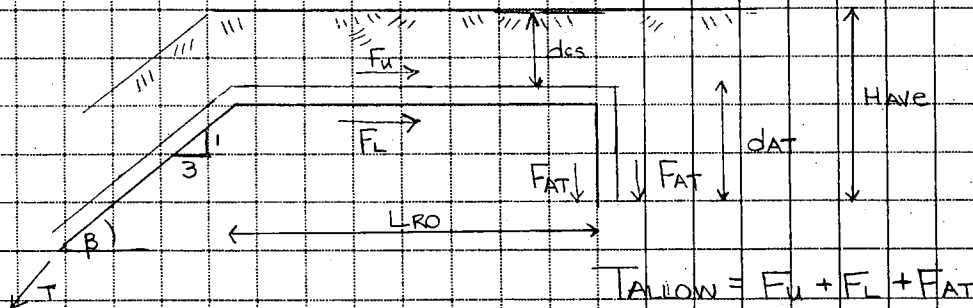 dcs
Fu
HAVE
FL
dAT
1
3
FAT
FAT
LRO
β
T
TALLOW = Fu + FL + FAT